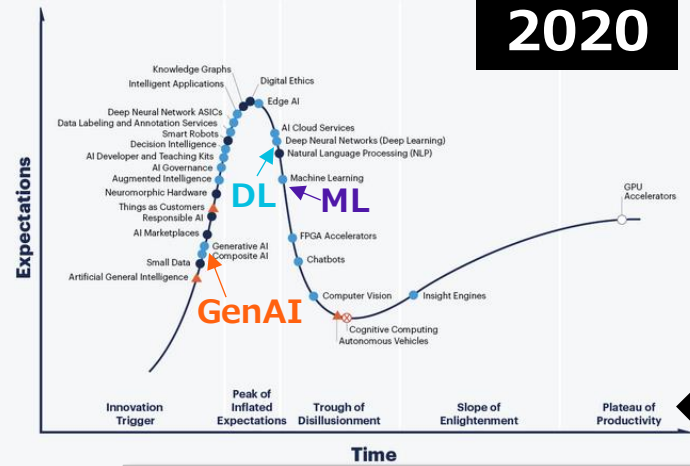 2020
Knowledge Graphs
Intelligent Applications
Digital Ethics
Edge AI
Deep Neural Network ASICs
Data Labeling and Annotation Services
Smart Robots
Decision Intelligence
AI Developer and Teaching Kits
AI Governance
Augmented Intelligence
Neuromorphic Hardware
Things as Customers
Responsible AI
AI Marketplaces
Generative AI
Composite AI
Small Data
Artificial General Intelligence
AI Cloud Services
Deep Neural Networks (Deep Learning)
Natural Language Processing (NLP)
Machine Learning
DL
ML
GenAI
FPGA Accelerators
Chatbots
Computer Vision
Insight Engines
Cognitive Computing
Autonomous Vehicles
GPU
Accelerators
Expectations
Innovation
Trigger
Peak of
Inflated
Expectations
Trough of
Disillusionment
Slope of
Enlightenment
Plateau of
Productivity
Time